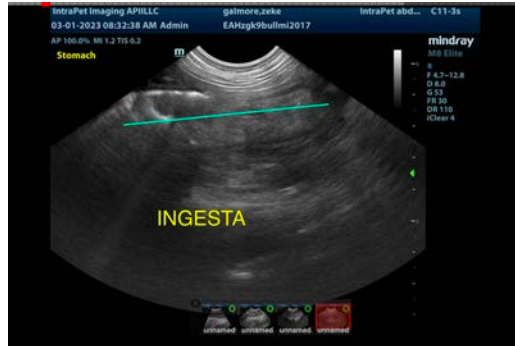 IntraPet Imaging APIILLC galmore,zeke IntraPet abd... C11-3s
03-01-2023 08:32:38 AM Admin EAHzgk9bullmi2017
AP 100.0% MI 1.2 TIS 0.2
mindray
M8 Elite
Stomach
m
B
F 4.7-12.8
D 8.0
G 53
FR 30
DR 110
iClear 4
INGESTA
unnamed unnamed unnamed unnamed